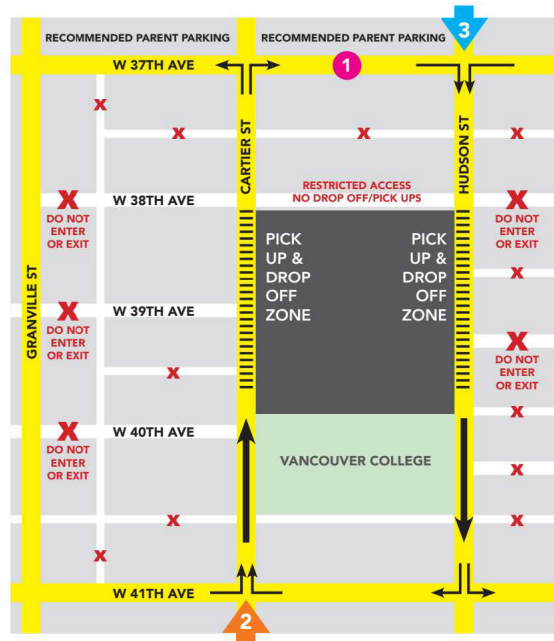 3
RECOMMENDED PARENT PARKING
RECOMMENDED PARENT PARKING
W 37TH AVE
1
X
X
X
X
CARTIER ST
HUDSON ST
RESTRICTED ACCESS
NO DROP OFF/PICK UPS
X
W 38TH AVE
X
DO NOT
ENTER
OR EXIT
DO NOT
ENTER
OR EXIT
PICK
UP &
DROP
OFF
ZONE
PICK
UP &
DROP
OFF
ZONE
X
GRANVILLE ST
X
W 39TH AVE
DO NOT
ENTER
OR EXIT
X
DO NOT
ENTER
OR EXIT
X
X
X
W 40TH AVE
DO NOT
ENTER
OR EXIT
VANCOUVER COLLEGE
X
X
X
X
W 41TH AVE
2